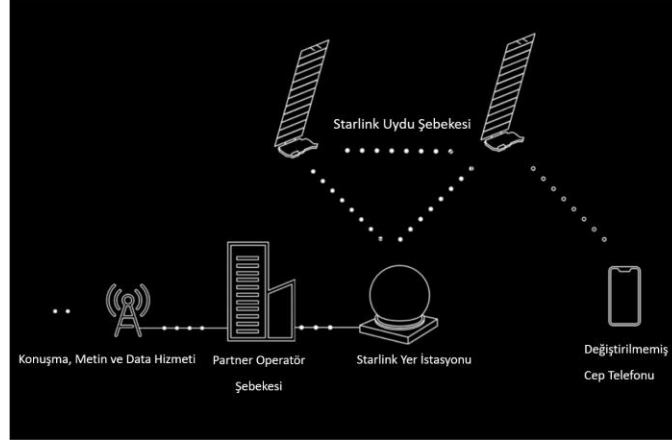 Starlink Uydu Şebekesi
Konuşma, Metin ve Data Hizmeti
Partner Operatör
Şebekesi
Starlink Yer İstasyonu
Değiştirilmemiş
Cep Telefonu